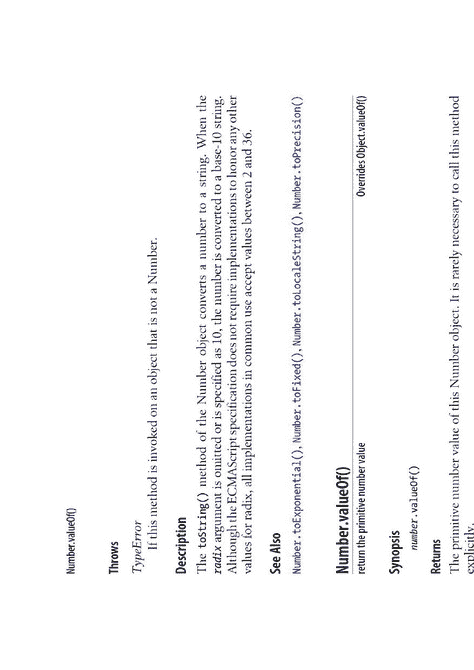 Number.valueOf()
Throws
TypeError
If this method is invoked on an object that is not a Number.
Description
The toString() method of the Number object converts a number to a string. When the
radix argument is omitted or is specified as 10, the number is converted to a base-10 string.
Although the ECMAScript specification does not require implementations to honor any other
values for radix, all implementations in common use accept values between 2 and 36.
See Also
Number.toExponential(), Number.toFixed(), Number.toLocaleString(), Number.toPrecision()
Number.valueOf()
return the primitive number value Overrides Object.valueOf()
Synopsis
number.valueOf()
Returns
The primitive number value of this Number object. It is rarely necessary to call this method
explicitly.